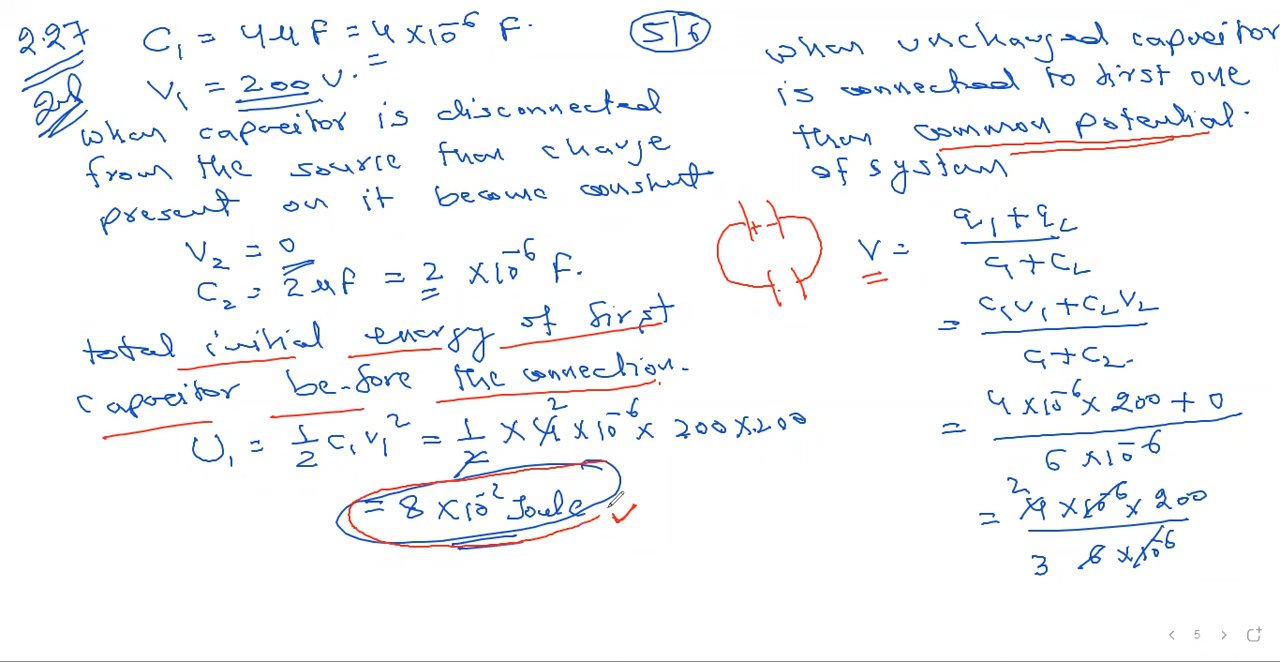 2.27 C₁ = 4μF = 4 × 10⁻⁶ F.
Sol V₁ = 200 V.
when capacitor is disconnected
from the source then charge
present on it become constant
V₂ = 0
C₂ = 2μF = 2 × 10⁻⁶ F.
total initial energy of first
capacitor before the connection.
U₁ = 1/2 C₁V₁² = 1/2 × 4 2 × 10⁻⁶ × 200 × 200
= 8 × 10⁻² Joule
5/6
when uncharged capacitor
is connected to first one
then common potential.
of system
V = q₁ + q₂ / C₁ + C₂
= C₁V₁ + C₂V₂ / C₁ + C₂.
= 4 × 10⁻⁶ × 200 + 0 / 6 × 10⁻⁶
= 2 4 × 10⁻⁶ × 200 / 3 6 × 10⁻⁶
< 5 >